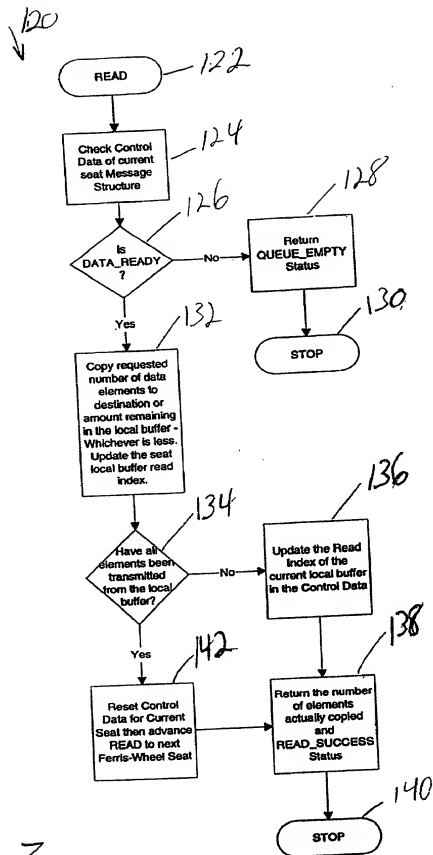 120
READ
122
Check Control
Data of current
seat Message
Structure
124
126
Is
DATA_READY
?
No
128
Return
QUEUE_EMPTY
Status
130
STOP
Yes
132
Copy requested
number of data
elements to
destination or
amount remaining
in the local buffer -
Whichever is less.
Update the seat
local buffer read
index.
134
Have all
elements been
transmitted
from the local
buffer?
No
136
Update the Read
Index of the
current local buffer
in the Control Data
138
Yes
142
Reset Control
Data for Current
Seat then advance
READ to next
Ferris-Wheel Seat
Return the number
of elements
actually copied
and
READ_SUCCESS
Status
140
STOP